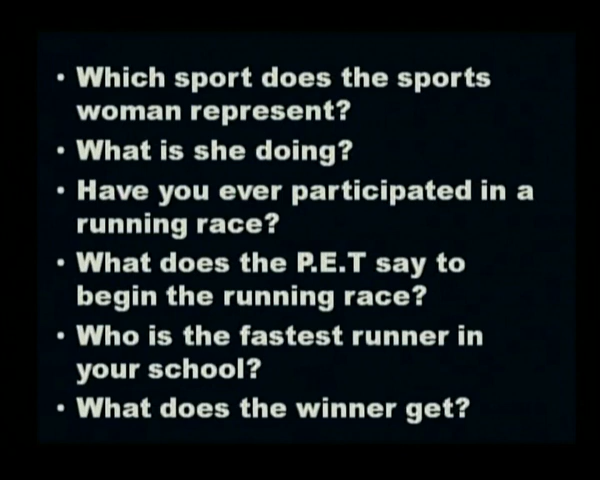 • Which sport does the sports
woman represent?
• What is she doing?
• Have you ever participated in a
running race?
• What does the P.E.T say to
begin the running race?
• Who is the fastest runner in
your school?
• What does the winner get?